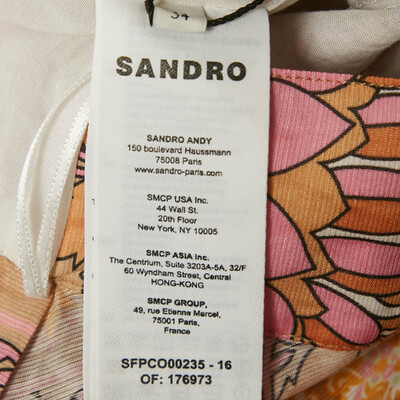 34
SANDRO
SANDRO ANDY
150 boulevard Haussmann
75008 Paris
www.sandro-paris.com
SMCP USA Inc.
44 Wall St.
20th Floor
New York, NY 10005
SMCP ASIA Inc.
The Centrium, Suite 3203A-5A, 32/F
60 Wyndham Street, Central
HONG-KONG
SMCP GROUP,
49, rue Etienne Marcel,
75001 Paris,
France
SFPCO00235 - 16
OF: 176973